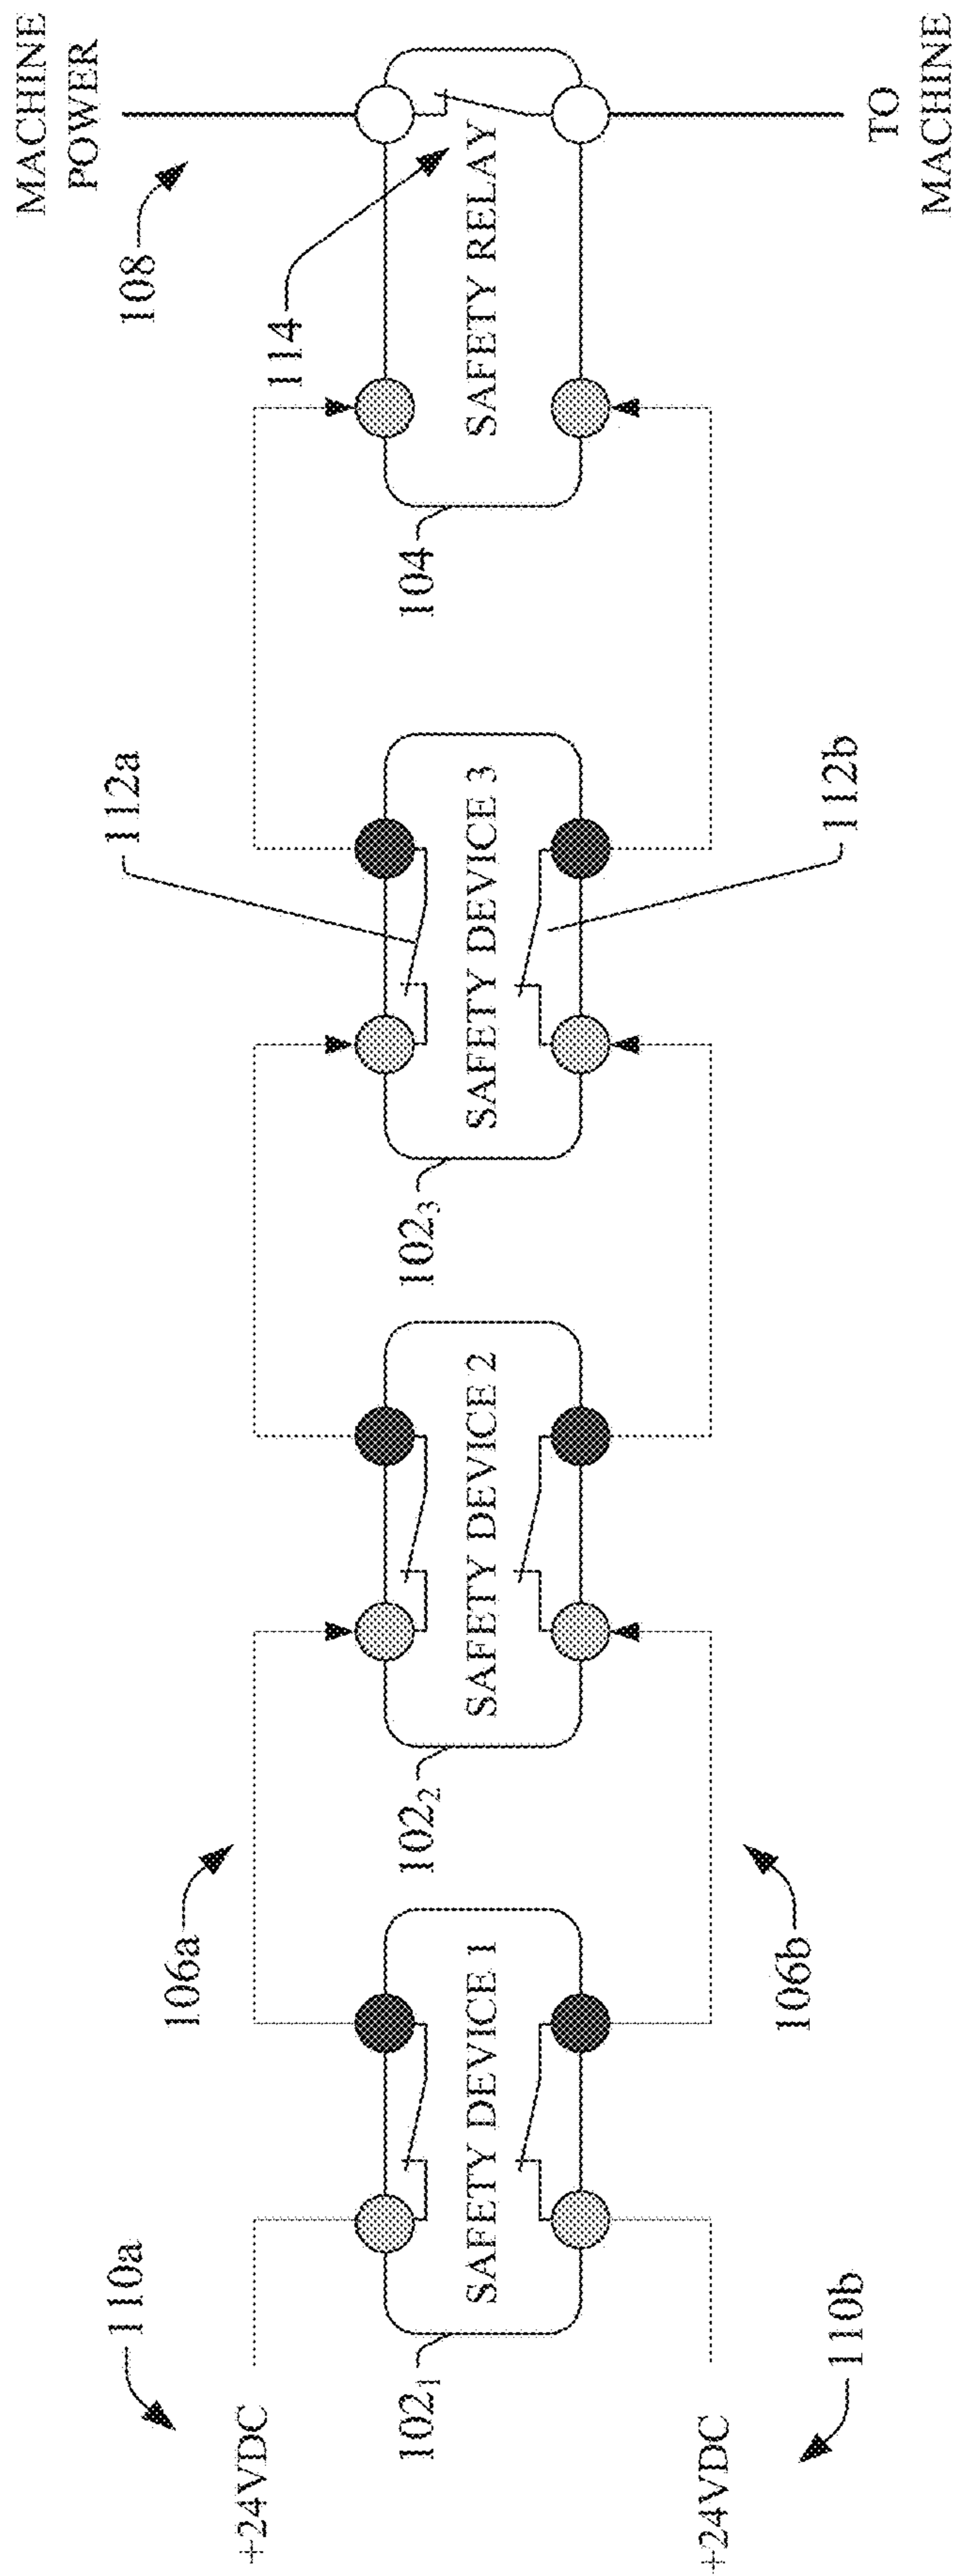 110a
+24VDC
102₁
SAFETY DEVICE 1
+24VDC
110b
106a
106b
102₂
SAFETY DEVICE 2
102₃
SAFETY DEVICE 3
112a
112b
104
SAFETY RELAY
114
108
MACHINE
POWER
TO
MACHINE